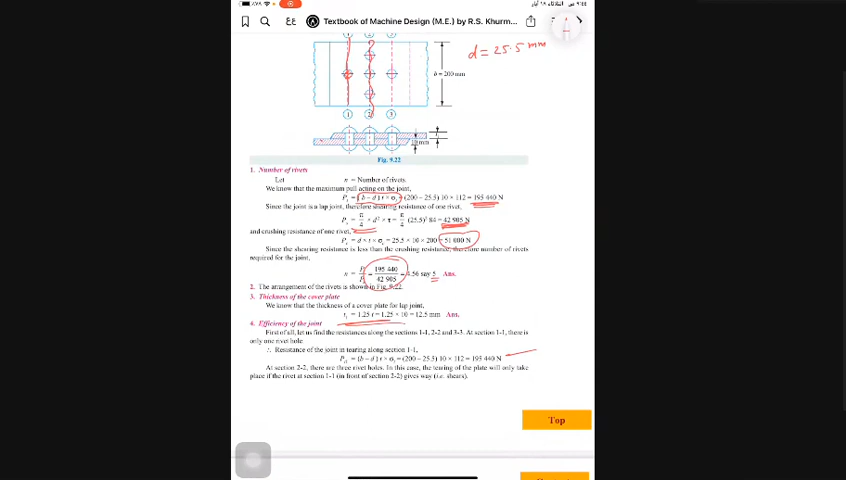 Textbook of Machine Design (M.E.) by R.S. Khurm...
d = 25.5 mm
b = 200 mm
1 2 3
Fig. 9.22
1. Number of rivets
Let n = Number of rivets.
We know that the maximum pull acting on the joint,
Pt = (b – d) t × σt = (200 – 25.5) 10 × 112 = 195 440 N
Since the joint is a lap joint, therefore shearing resistance of one rivet,
Ps = π/4 × d² × τ = π/4 (25.5)² 84 = 42 905 N
and crushing resistance of one rivet,
Pc = d × t × σc = 25.5 × 10 × 200 = 51 000 N
Since the shearing resistance is less than the crushing resistance, therefore number of rivets
required for the joint,
n = Pt/Ps = 195 440/42 905 = 4.56 say 5 Ans.
2. The arrangement of the rivets is shown in Fig. 9.22.
3. Thickness of the cover plate
We know that the thickness of a cover plate for lap joint,
t1 = 1.25 t = 1.25 × 10 = 12.5 mm Ans.
4. Efficiency of the joint
First of all, let us find the resistances along the sections 1-1, 2-2 and 3-3. At section 1-1, there is
only one rivet hole.
∴ Resistance of the joint in tearing along section 1-1,
Pt1 = (b – d) t × σt = (200 – 25.5) 10 × 112 = 195 440 N
At section 2-2, there are three rivet holes. In this case, the tearing of the plate will only take
place if the rivet at section 1-1 (in front of section 2-2) gives way (i.e. shears).
Top